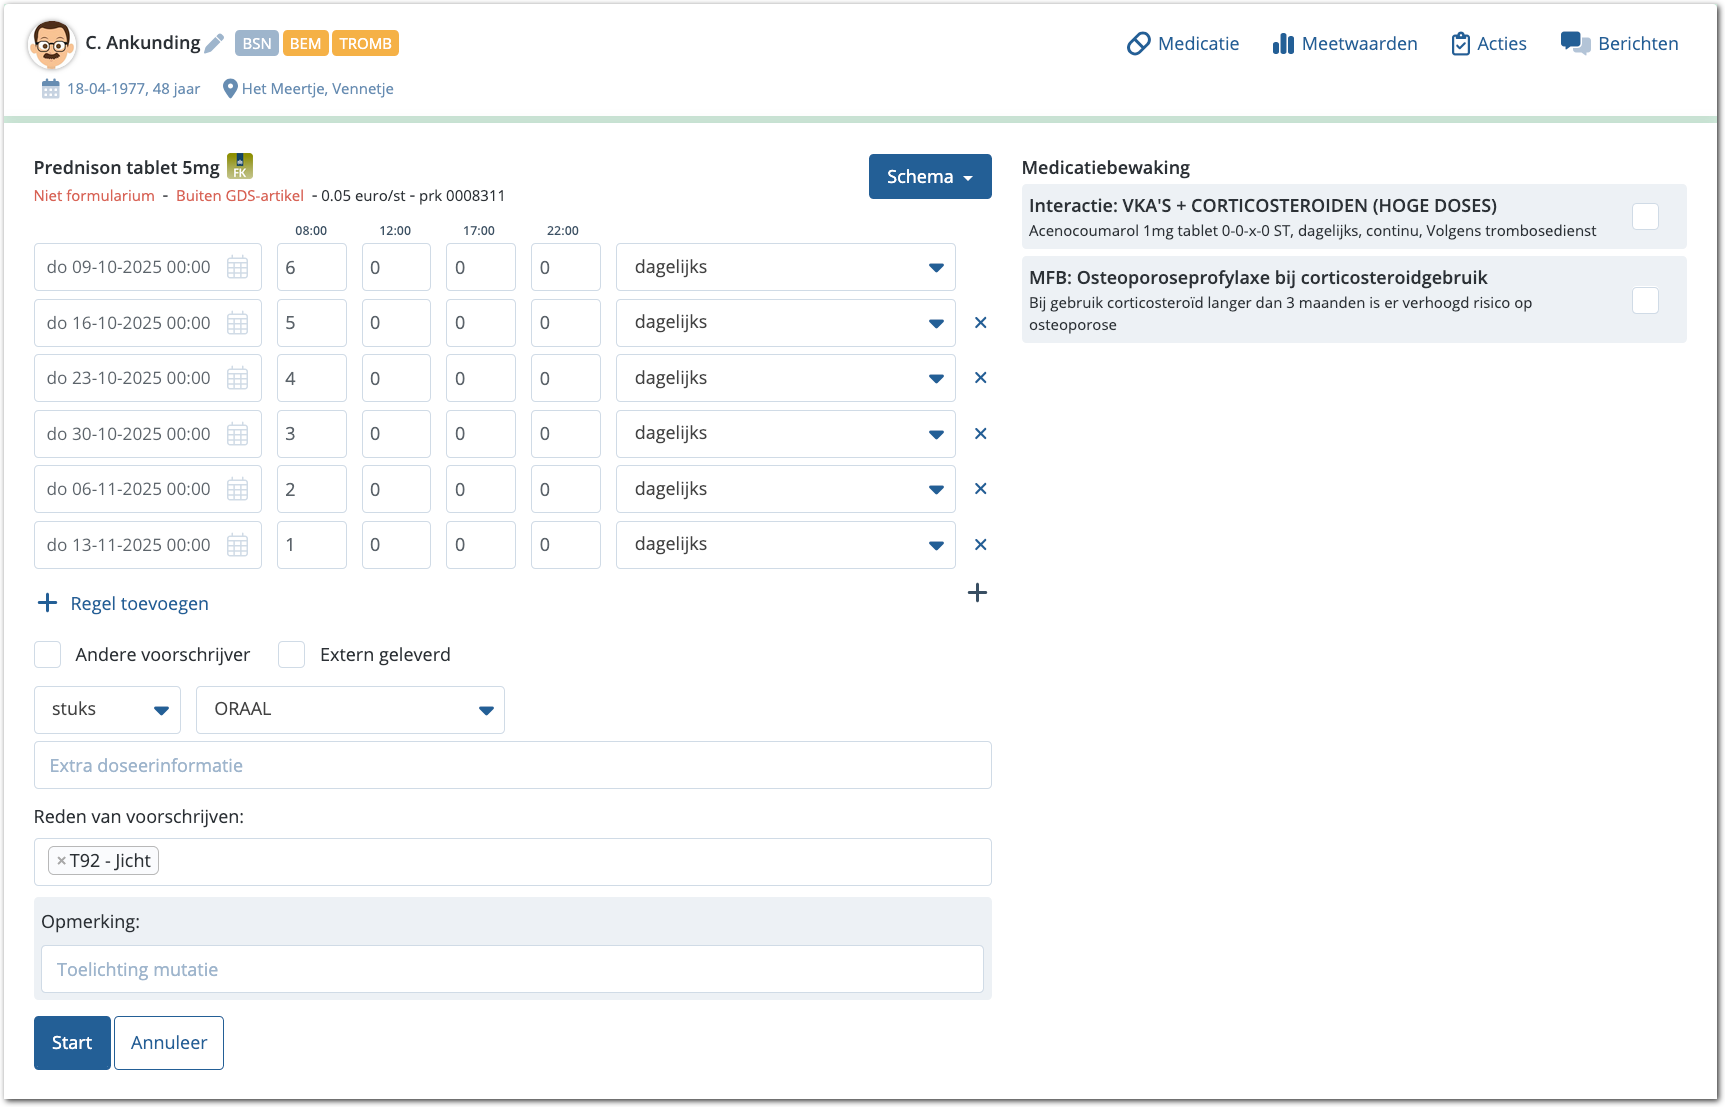 C. Ankunding BSN BEM TROMB
Medicatie Meetwaarden Acties Berichten
18-04-1977, 48 jaar Het Meertje, Vennetje
Prednison tablet 5mg FK
Niet formularium - Buiten GDS-artikel - 0.05 euro/st - prk 0008311
Schema
08:00 12:00 17:00 22:00
do 09-10-2025 00:00 6 0 0 0 dagelijks
do 16-10-2025 00:00 5 0 0 0 dagelijks ×
do 23-10-2025 00:00 4 0 0 0 dagelijks ×
do 30-10-2025 00:00 3 0 0 0 dagelijks ×
do 06-11-2025 00:00 2 0 0 0 dagelijks ×
do 13-11-2025 00:00 1 0 0 0 dagelijks ×
+ Regel toevoegen +
Andere voorschrijver Extern geleverd
stuks ORAAL
Extra doseerinformatie
Reden van voorschrijven:
× T92 - Jicht
Opmerking:
Toelichting mutatie
Start Annuleer
Medicatiebewaking
Interactie: VKA'S + CORTICOSTEROIDEN (HOGE DOSES)
Acenocoumarol 1mg tablet 0-0-x-0 ST, dagelijks, continu, Volgens trombosedienst
MFB: Osteoporoseprofylaxe bij corticosteroidgebruik
Bij gebruik corticosteroïd langer dan 3 maanden is er verhoogd risico op
osteoporose